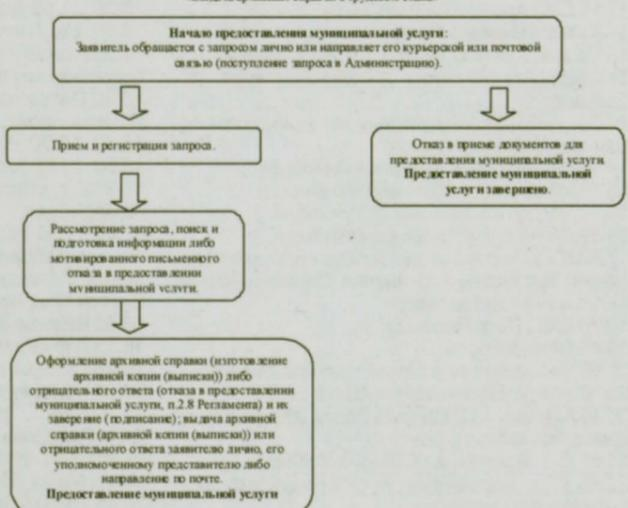 Начало предоставления муниципальной услуги:
Заявитель обращается с запросом лично или направляет его курьерской или почтовой
связью (поступление запроса в Администрацию).
Прием и регистрация запроса.
Отказ в приеме документов для
предоставления муниципальной услуги.
Предоставление муниципальной
услуги завершено.
Рассмотрение запроса, поиск и
подготовка информации либо
мотивированного письменного
отказа в предоставлении
муниципальной услуги.
Оформление архивной справки (изготовление
архивной копии (выписки)) либо
отрицательного ответа (отказа в предоставлении
муниципальной услуги, п.2.8 Регламента) и их
заверение (подписание); выдача архивной
справки (архивной копии (выписки)) или
отрицательного ответа заявителю лично, его
уполномоченному представителю либо
направление по почте.
Предоставление муниципальной услуги